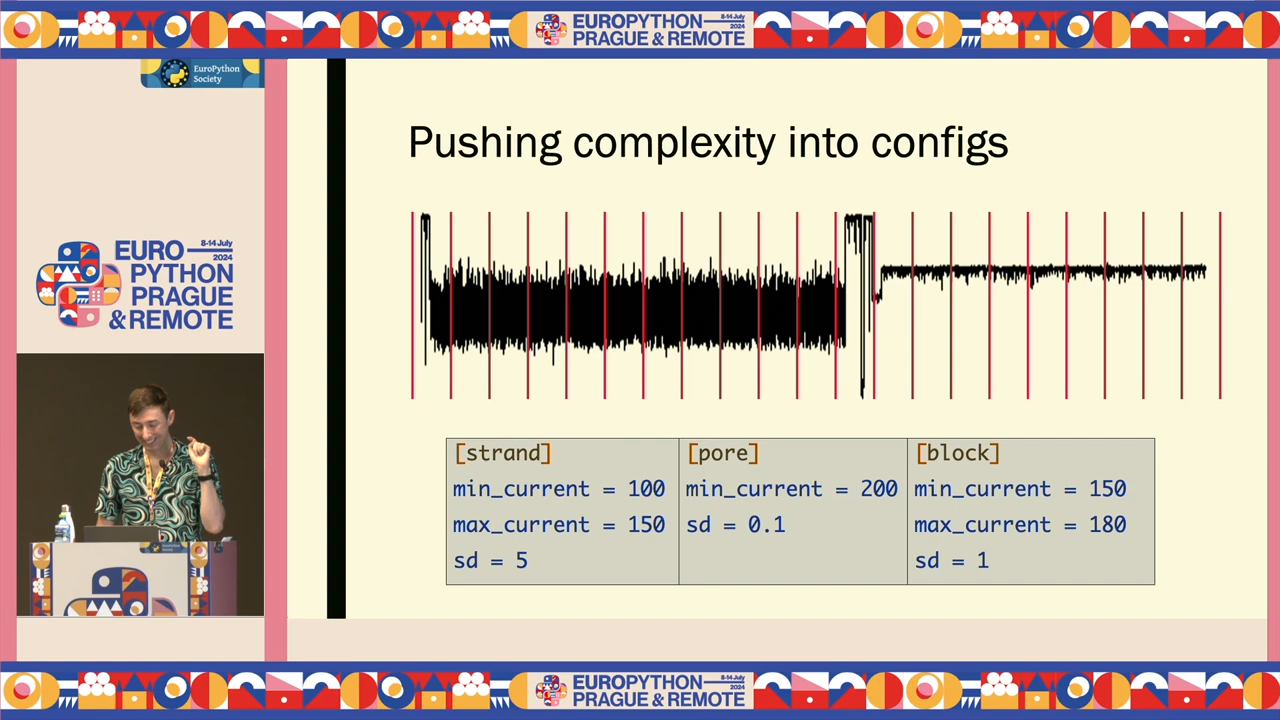 EUROPYTHON
8-14 July
2024
PRAGUE & REMOTE
EuroPython
Society
Pushing complexity into configs
EURO
8-14 July
2024
PYTHON
PRAGUE
& REMOTE
[strand]
min_current = 100
max_current = 150
sd = 5
[pore]
min_current = 200
sd = 0.1
[block]
min_current = 150
max_current = 180
sd = 1
EUROPYTHON
8-14 July
2024
PRAGUE & REMOTE